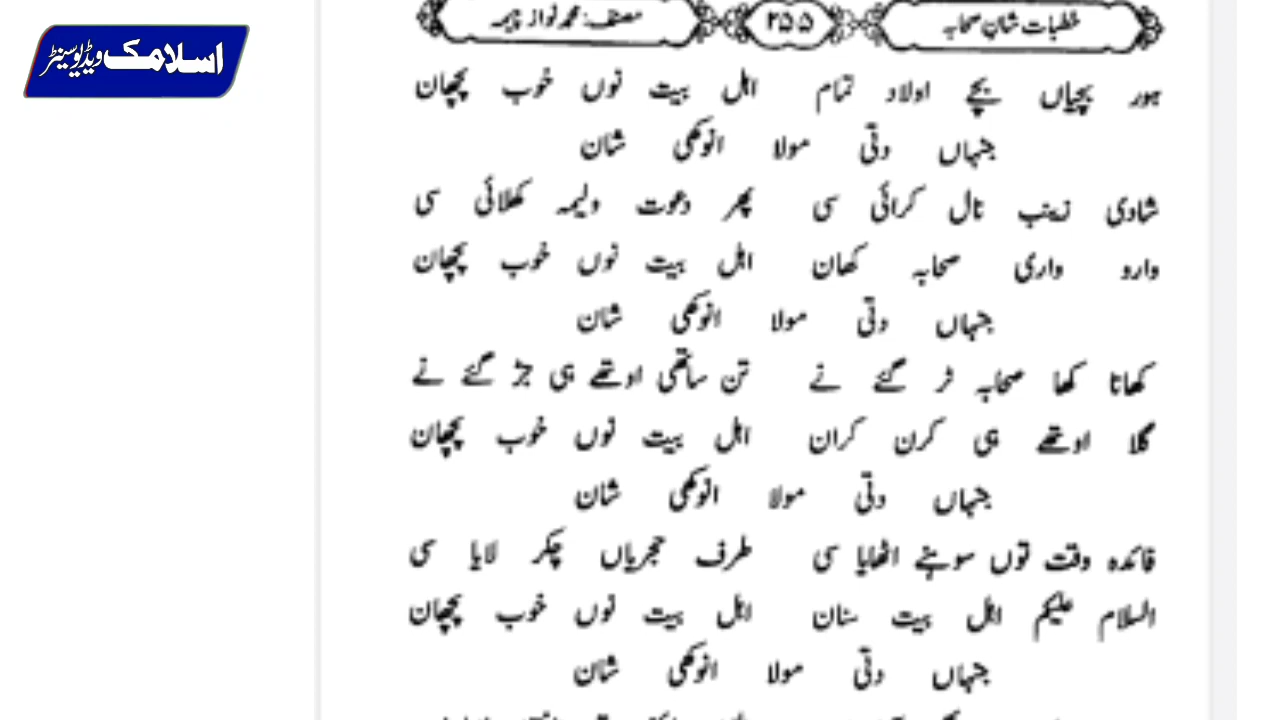 اسلامک ویڈیو سینٹر
خطبات شان صحابہ ۲۵۵ مصنف: محمد نواز چیمہ
ہور بچیاں بچے اولاد تمام اہل بیت نوں خوب پچھان
جنہاں دتی مولا انوکھی شان
شادی زینب نال کرائی سی پھر دعوت ولیمہ کھلائی سی
وارو واری صحابہ کھان اہل بیت نوں خوب پچھان
جنہاں دتی مولا انوکھی شان
کھانا کھا صحابہ ٹر گئے نے تن ساتھی اوتھے ہی جڑ گئے نے
گلا اوتھے ہی کرن کران اہل بیت نوں خوب پچھان
جنہاں دتی مولا انوکھی شان
فائدہ وقت توں سوہنے اٹھایا سی طرف حجریاں چکر لایا سی
السلام علیکم اہل بیت سنان اہل بیت نوں خوب پچھان
جنہاں دتی مولا انوکھی شان